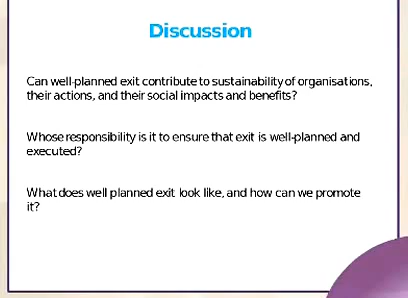 Discussion
Can well-planned exit contribute to sustainability of organisations,
their actions, and their social impacts and benefits?
Whose responsibility is it to ensure that exit is well-planned and
executed?
What does well planned exit look like, and how can we promote
it?